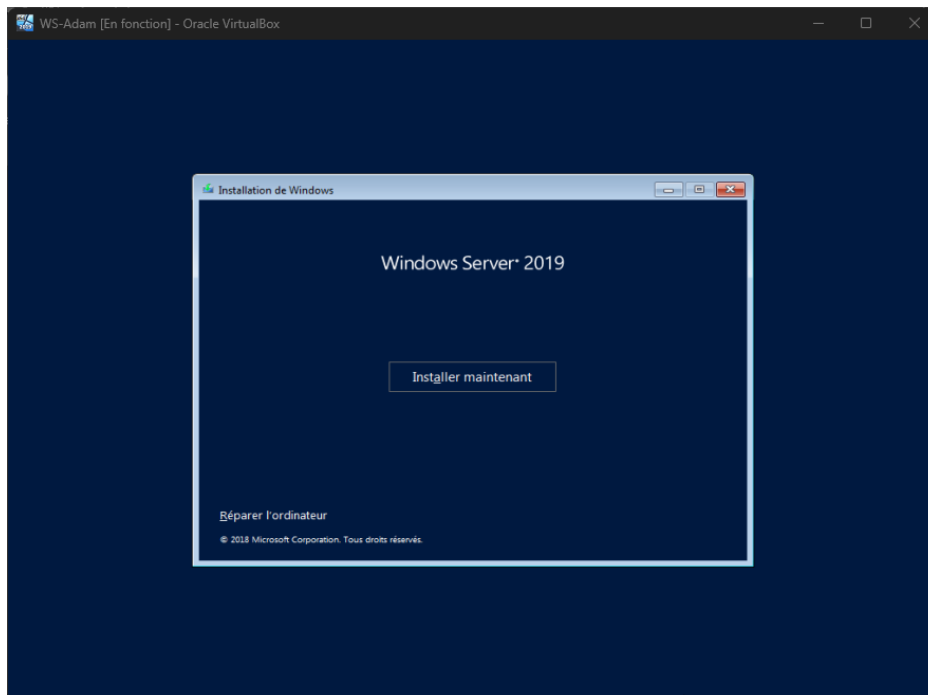 WS-Adam [En fonction] - Oracle VirtualBox
Installation de Windows
Windows Server 2019
Installer maintenant
Réparer l'ordinateur
© 2018 Microsoft Corporation. Tous droits réservés.